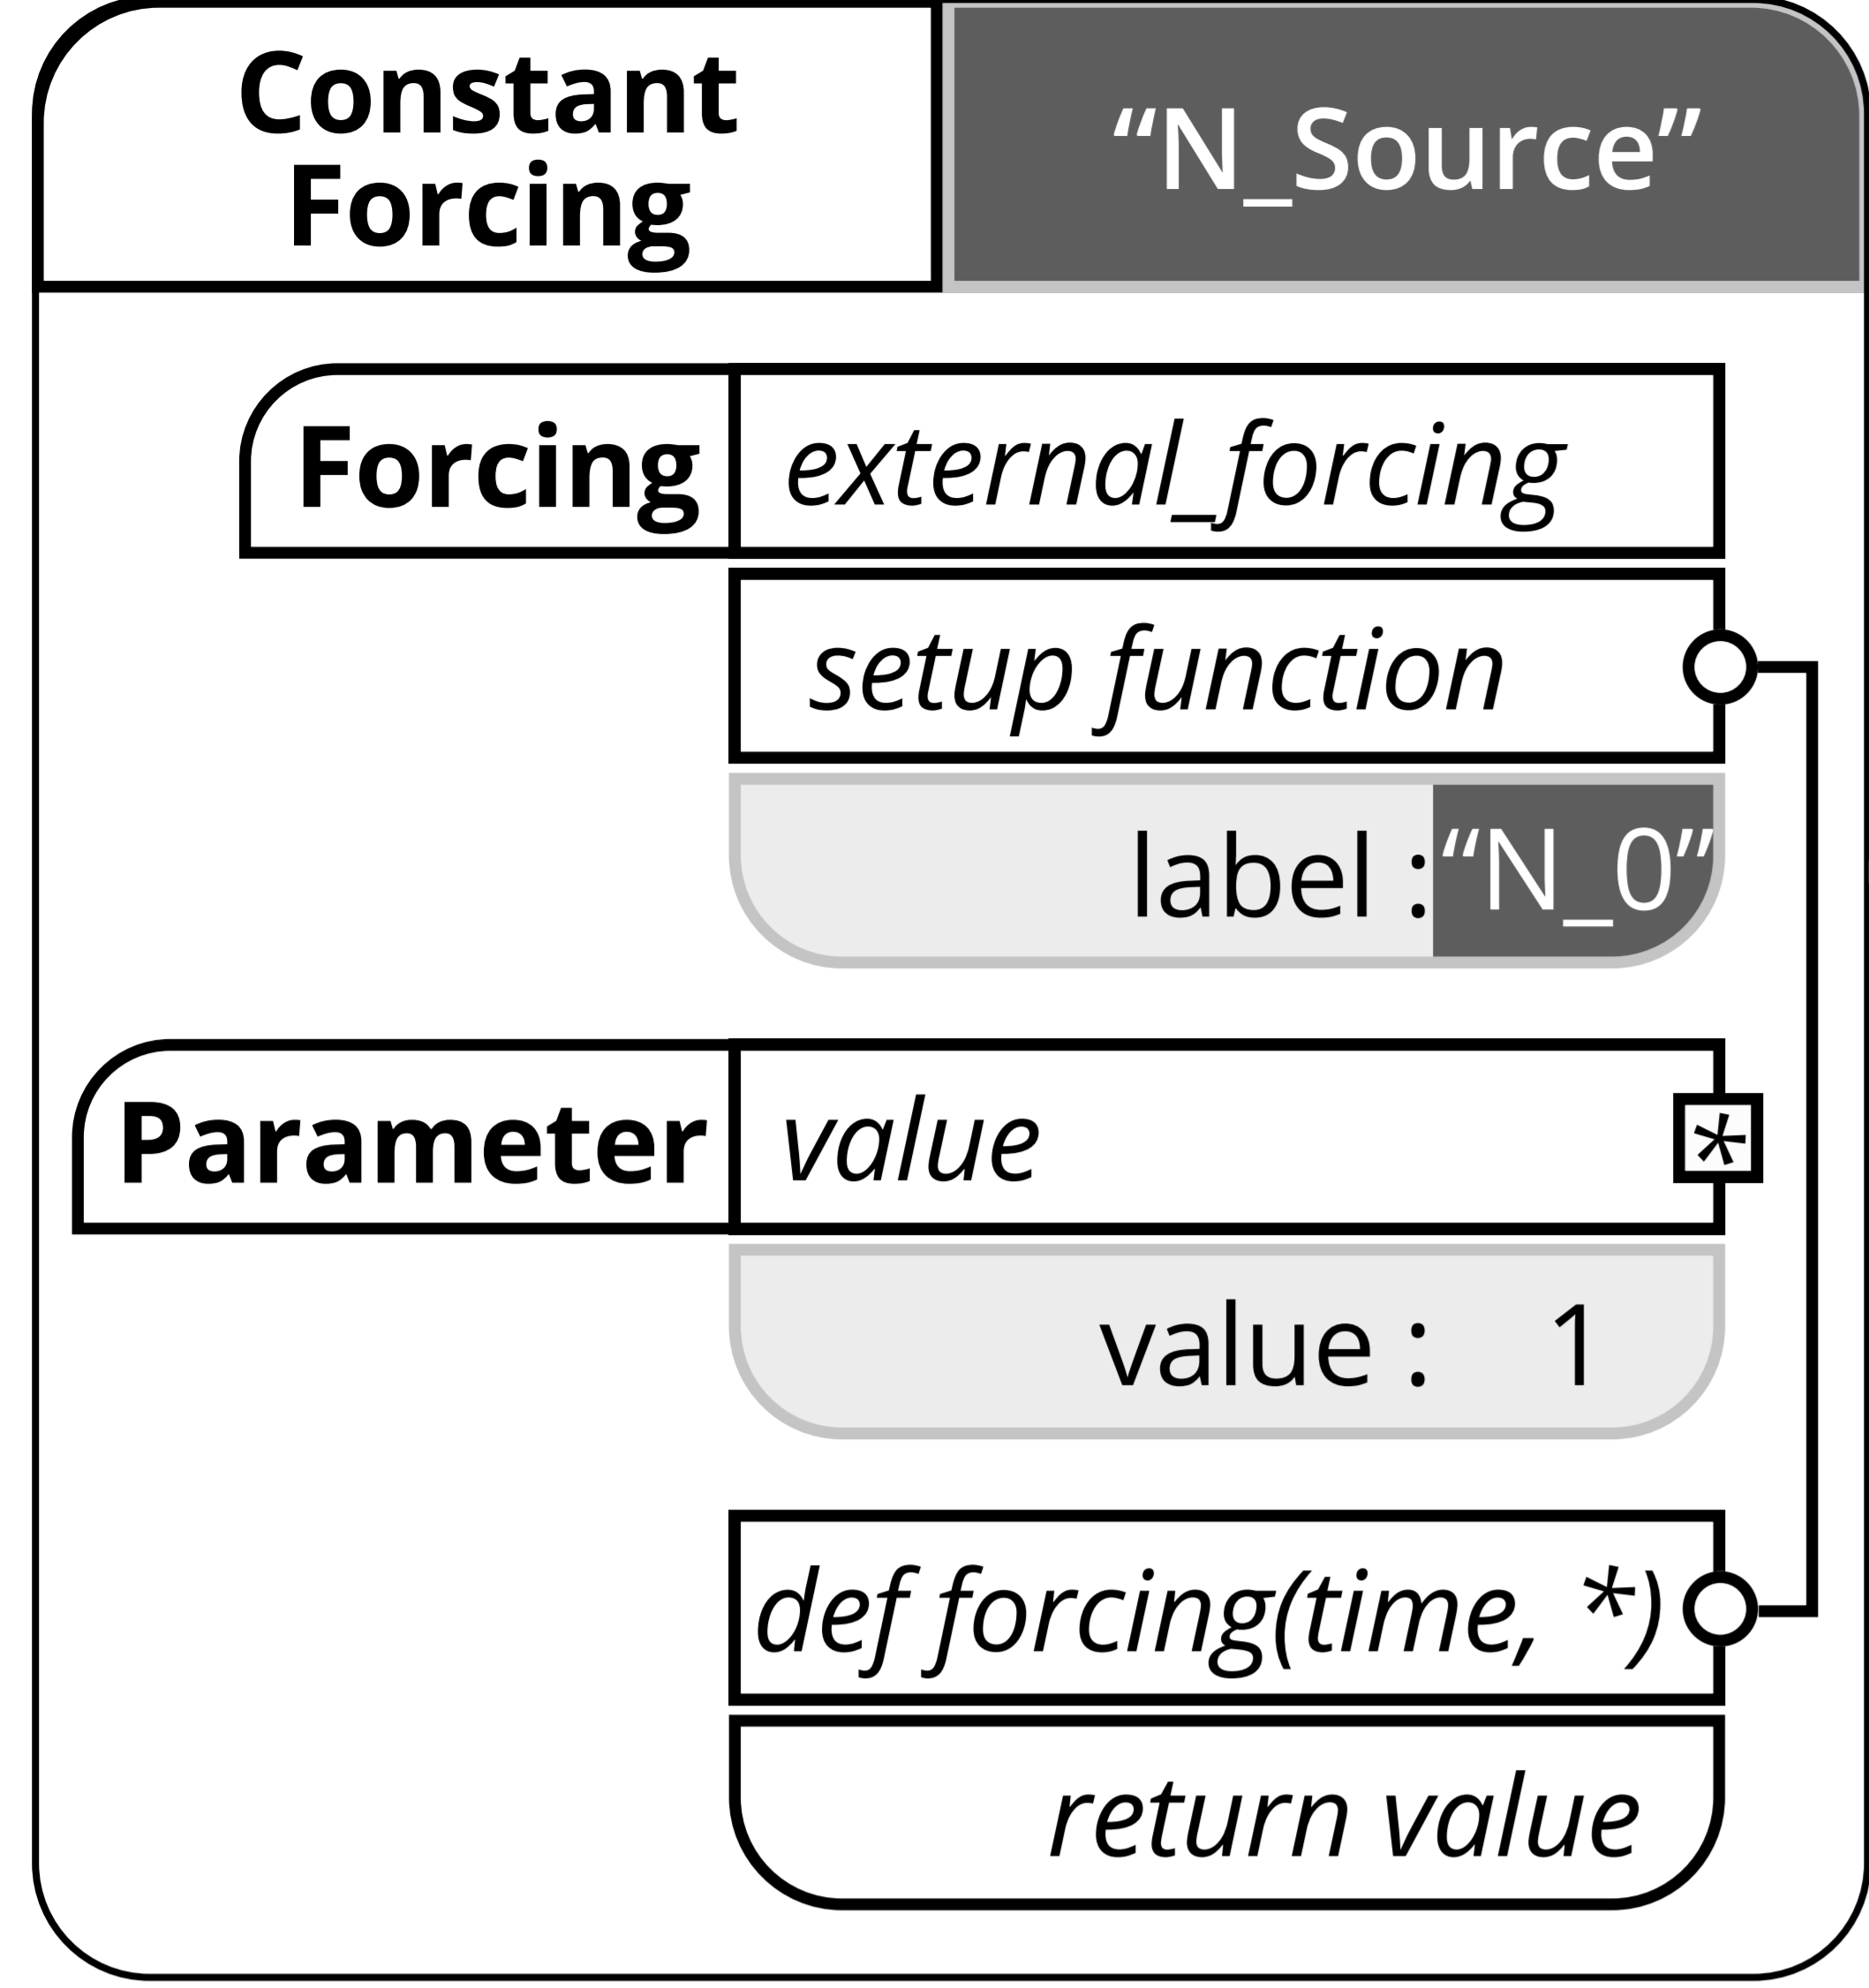 Constant
Forcing
“N_Source”
Forcing external_forcing
setup function
label : “N_0”
Parameter value *
value : 1
def forcing(time, *)
return value